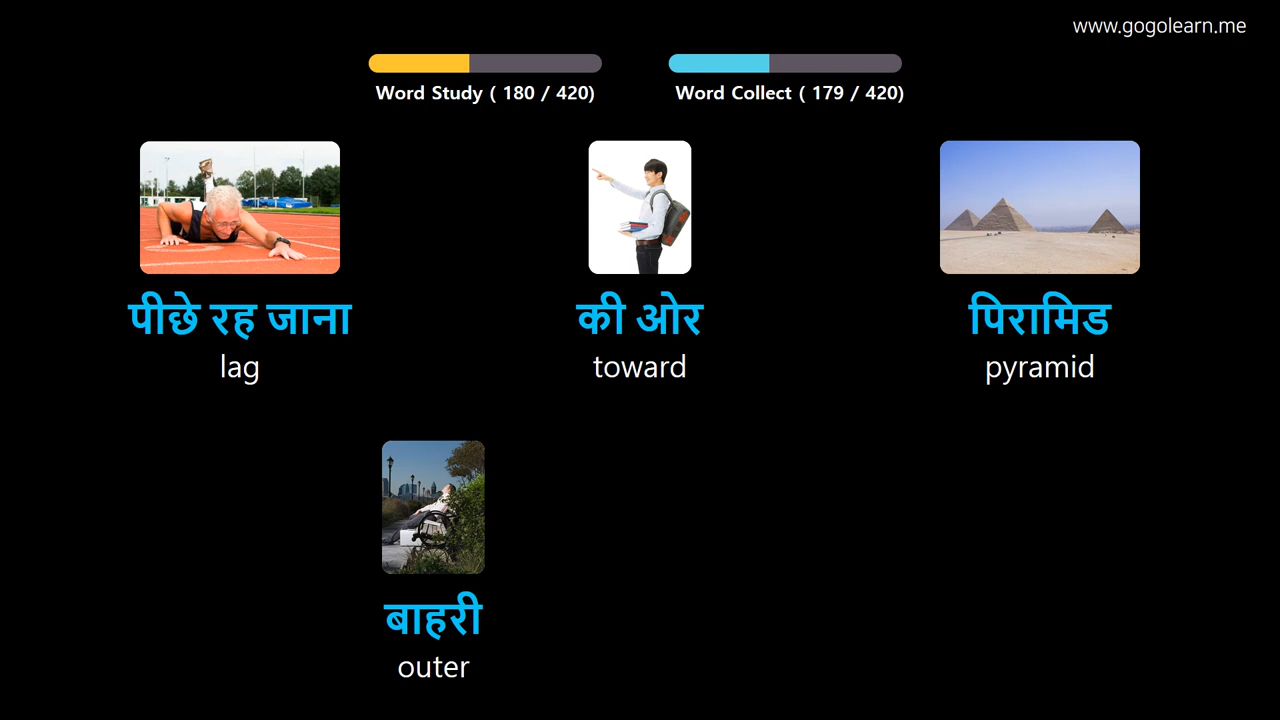 www.gogolearn.me
Word Study ( 180 / 420)
Word Collect ( 179 / 420)
पीछे रह जाना
lag
की ओर
toward
पिरामिड
pyramid
बाहरी
outer